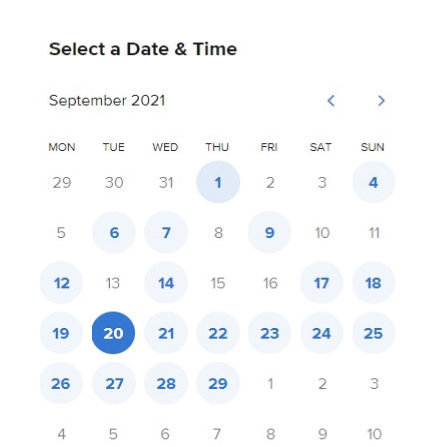 Select a Date & Time
September 2021
MON TUE WED THU FRI SAT SUN
29 30 31 1 2 3 4
5 6 7 8 9 10 11
12 13 14 15 16 17 18
19 20 21 22 23 24 25
26 27 28 29 1 2 3
4 5 6 7 8 9 10